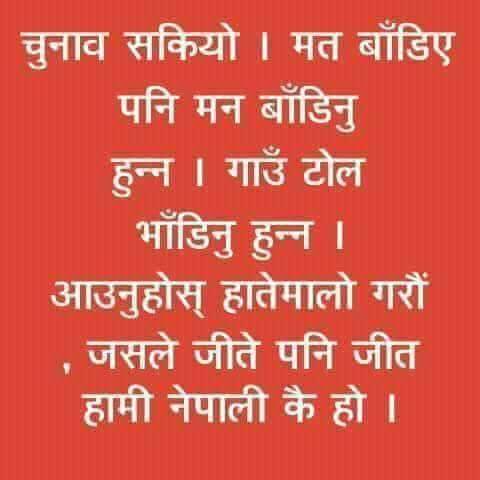 चुनाव सकियो । मत बाँडिए
पनि मन बाँडिनु
हुन्न । गाउँ टोल
भाँडिनु हुन्न ।
आउनुहोस् हातेमालो गरौं
, जसले जीते पनि जीत
हामी नेपाली कै हो ।